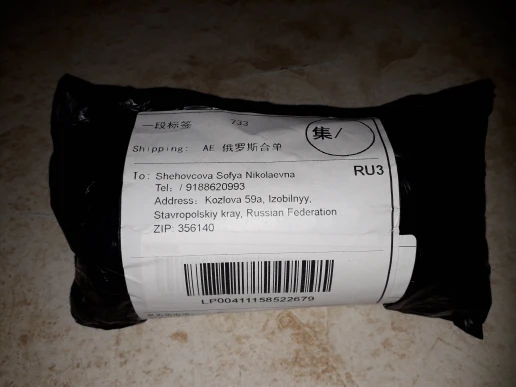 一段标签 733
集/
Shipping: AE 俄罗斯合单
RU3
To: Shehovcova Sofya Nikolaevna
Tel: / 9188620993
Address: Kozlova 59a, Izobilnyy,
Stavropolskiy kray, Russian Federation
ZIP: 356140
LP00411158522679